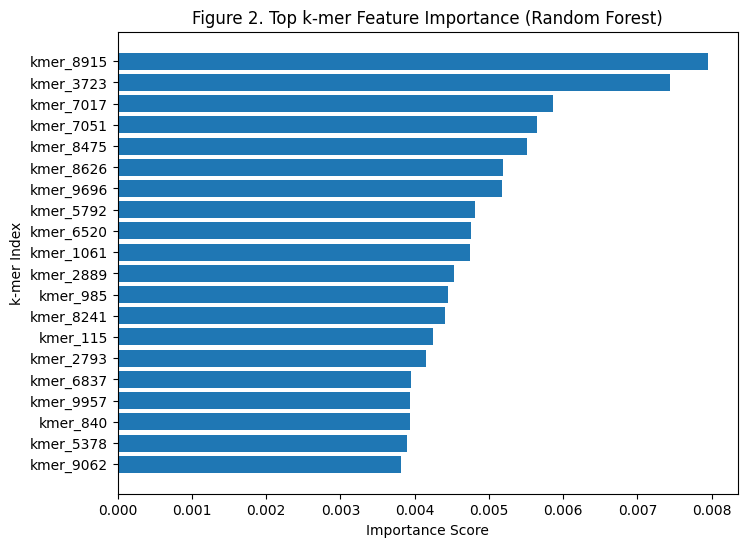 Figure 2. Top k-mer Feature Importance (Random Forest)
k-mer Index
kmer_8915
kmer_3723
kmer_7017
kmer_7051
kmer_8475
kmer_8626
kmer_9696
kmer_5792
kmer_6520
kmer_1061
kmer_2889
kmer_985
kmer_8241
kmer_115
kmer_2793
kmer_6837
kmer_9957
kmer_840
kmer_5378
kmer_9062
0.000 0.001 0.002 0.003 0.004 0.005 0.006 0.007 0.008
Importance Score